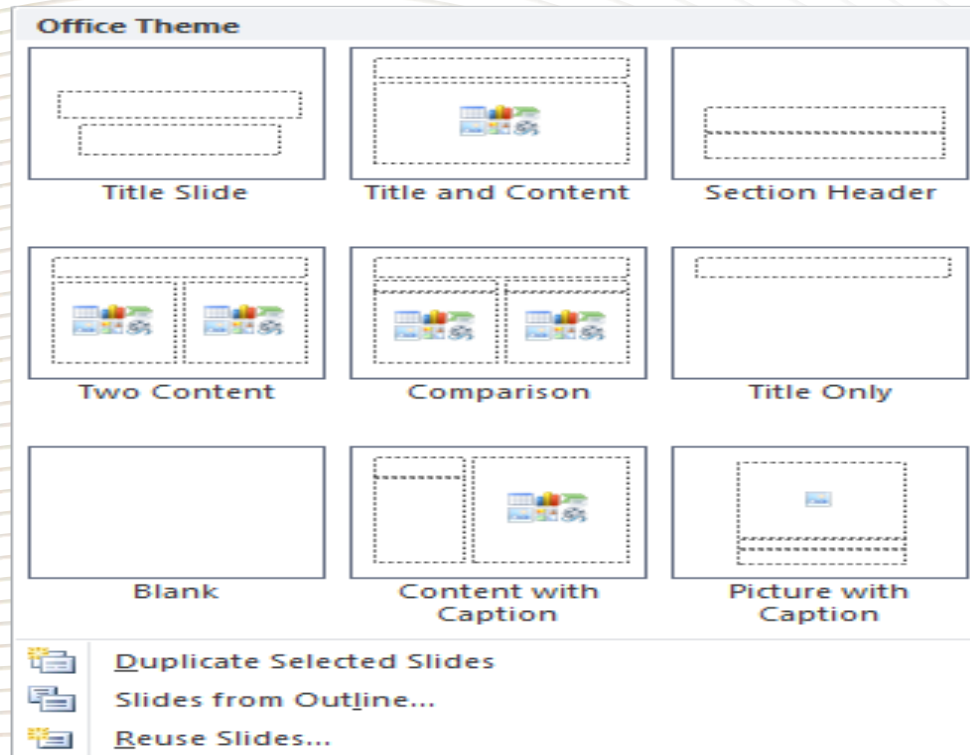 Office Theme
Title Slide
Title and Content
Section Header
Two Content
Comparison
Title Only
Blank
Content with
Caption
Picture with
Caption
Duplicate Selected Slides
Slides from Outline...
Reuse Slides...